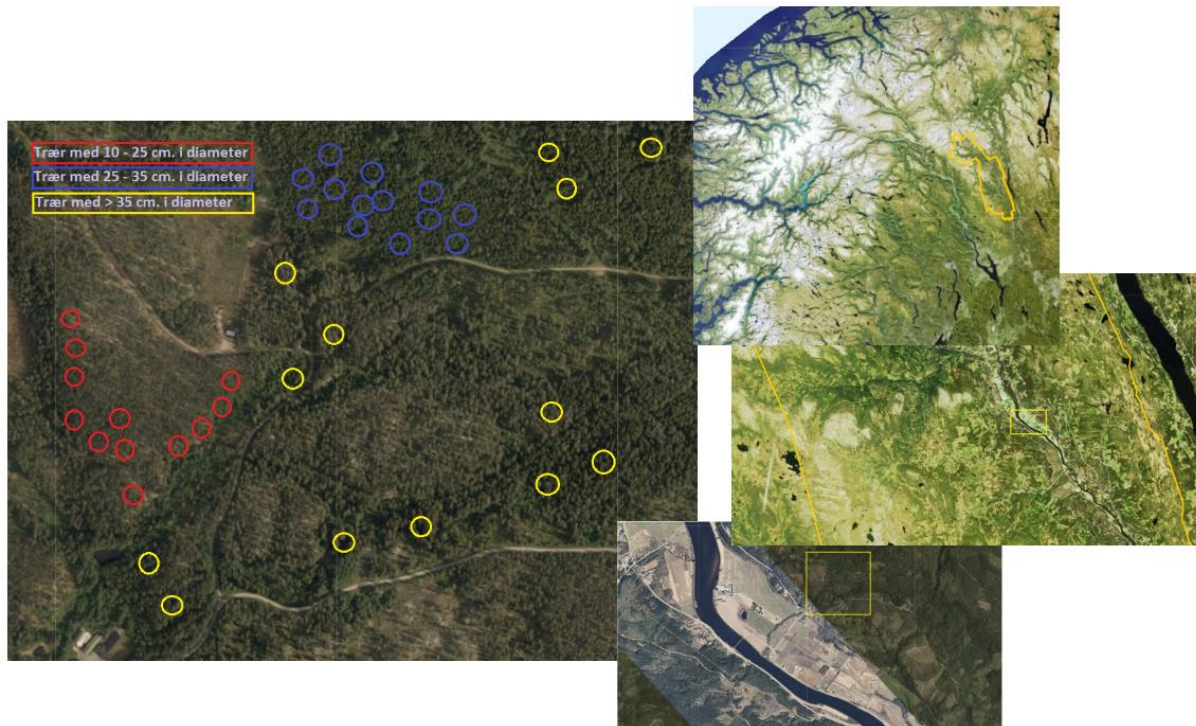 Trær med 10 - 25 cm. i diameter
Trær med 25 - 35 cm. i diameter
Trær med > 35 cm. i diameter